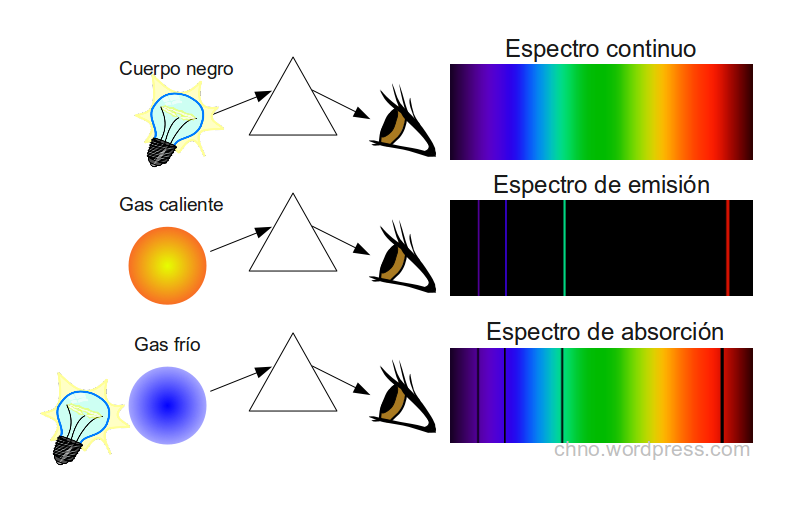 Cuerpo negro
Espectro continuo
Gas caliente
Espectro de emisión
Gas frío
Espectro de absorción
chno.wordpress.com